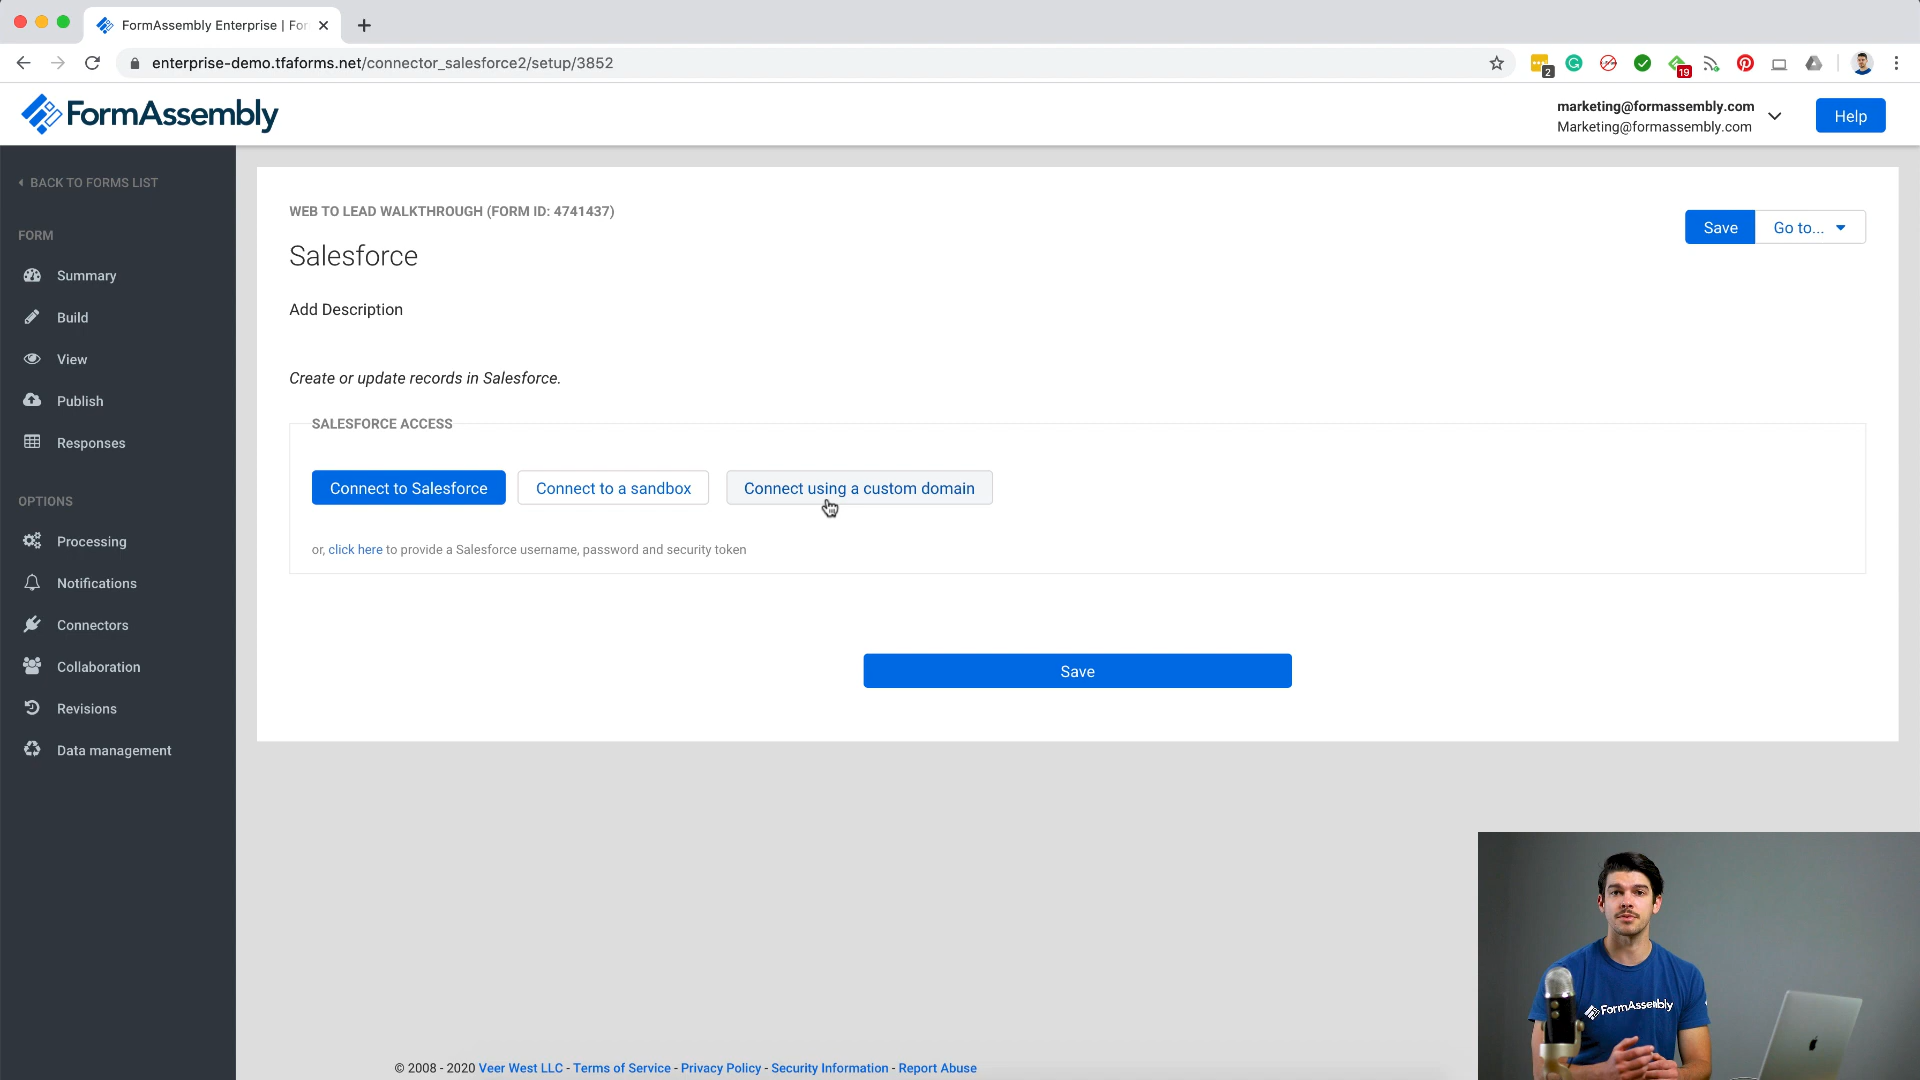 FormAssembly Enterprise | For
enterprise-demo.tfaforms.net/connector_salesforce2/setup/3852
2
19
FormAssembly
marketing@formassembly.com
Marketing@formassembly.com
Help
BACK TO FORMS LIST
FORM
Summary
Build
View
Publish
Responses
OPTIONS
Processing
Notifications
Connectors
Collaboration
Revisions
Data management
WEB TO LEAD WALKTHROUGH (FORM ID: 4741437)
Save
Go to...
Salesforce
Add Description
Create or update records in Salesforce.
SALESFORCE ACCESS
Connect to Salesforce
Connect to a sandbox
Connect using a custom domain
or, click here to provide a Salesforce username, password and security token
Save
FormAssembly
© 2008 - 2020 Veer West LLC - Terms of Service - Privacy Policy - Security Information - Report Abuse